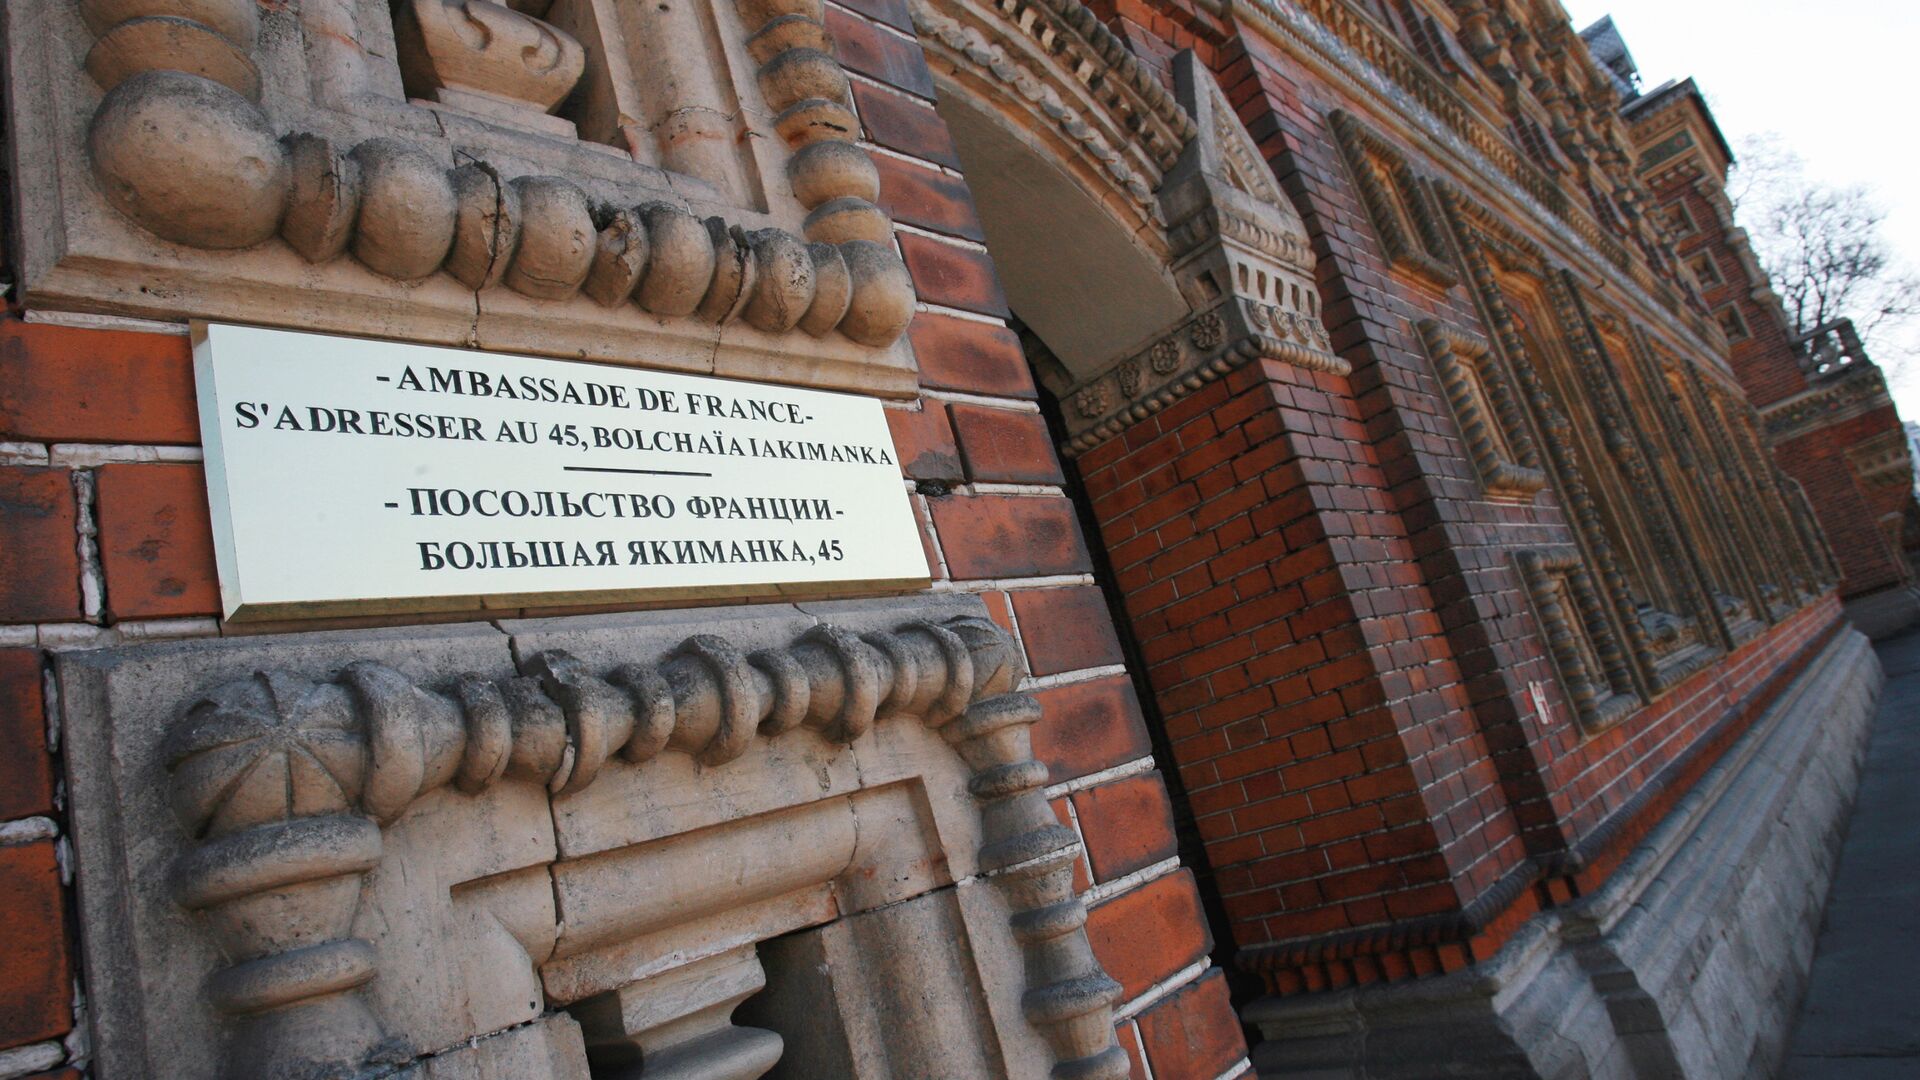 -AMBASSADE DE FRANCE-
S'ADRESSER AU 45, BOLCHAÏA IAKIMANKA
-ПОСОЛЬСТВО ФРАНЦИИ-
БОЛЬШАЯ ЯКИМАНКА, 45